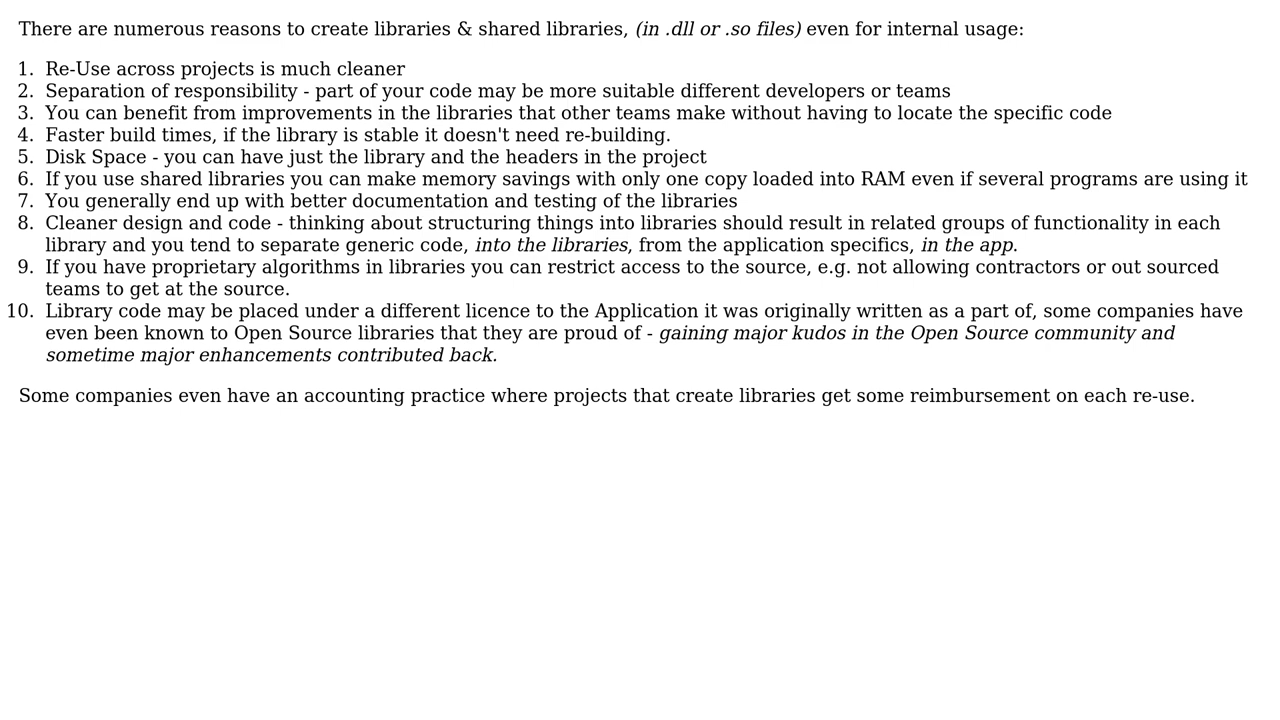 There are numerous reasons to create libraries & shared libraries, (in .dll or .so files) even for internal usage:
1. Re-Use across projects is much cleaner
2. Separation of responsibility - part of your code may be more suitable different developers or teams
3. You can benefit from improvements in the libraries that other teams make without having to locate the specific code
4. Faster build times, if the library is stable it doesn't need re-building.
5. Disk Space - you can have just the library and the headers in the project
6. If you use shared libraries you can make memory savings with only one copy loaded into RAM even if several programs are using it
7. You generally end up with better documentation and testing of the libraries
8. Cleaner design and code - thinking about structuring things into libraries should result in related groups of functionality in each
library and you tend to separate generic code, into the libraries, from the application specifics, in the app.
9. If you have proprietary algorithms in libraries you can restrict access to the source, e.g. not allowing contractors or out sourced
teams to get at the source.
10. Library code may be placed under a different licence to the Application it was originally written as a part of, some companies have
even been known to Open Source libraries that they are proud of - gaining major kudos in the Open Source community and
sometime major enhancements contributed back.
Some companies even have an accounting practice where projects that create libraries get some reimbursement on each re-use.